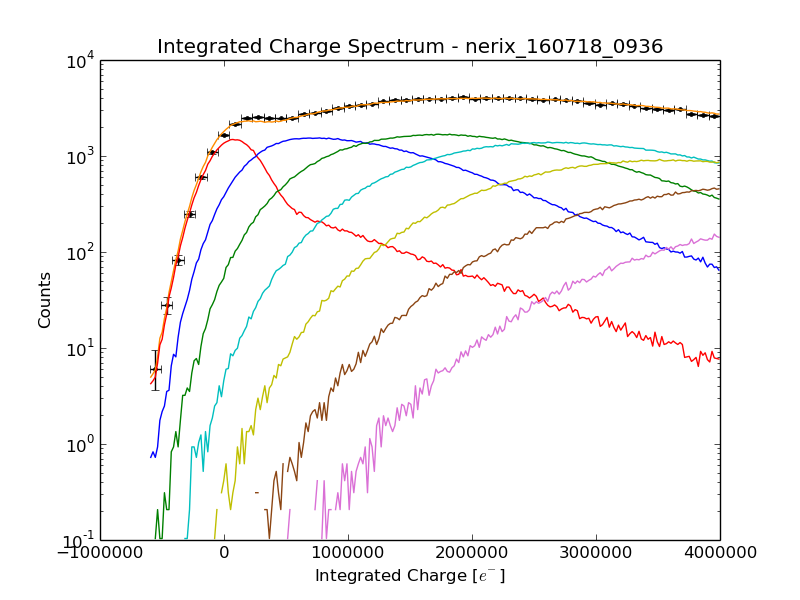 Integrated Charge Spectrum - nerix_160718_0936
Counts
10^4
10^3
10^2
10^1
10^0
10^-1
−1000000 0 1000000 2000000 3000000 4000000
Integrated Charge [e^-]